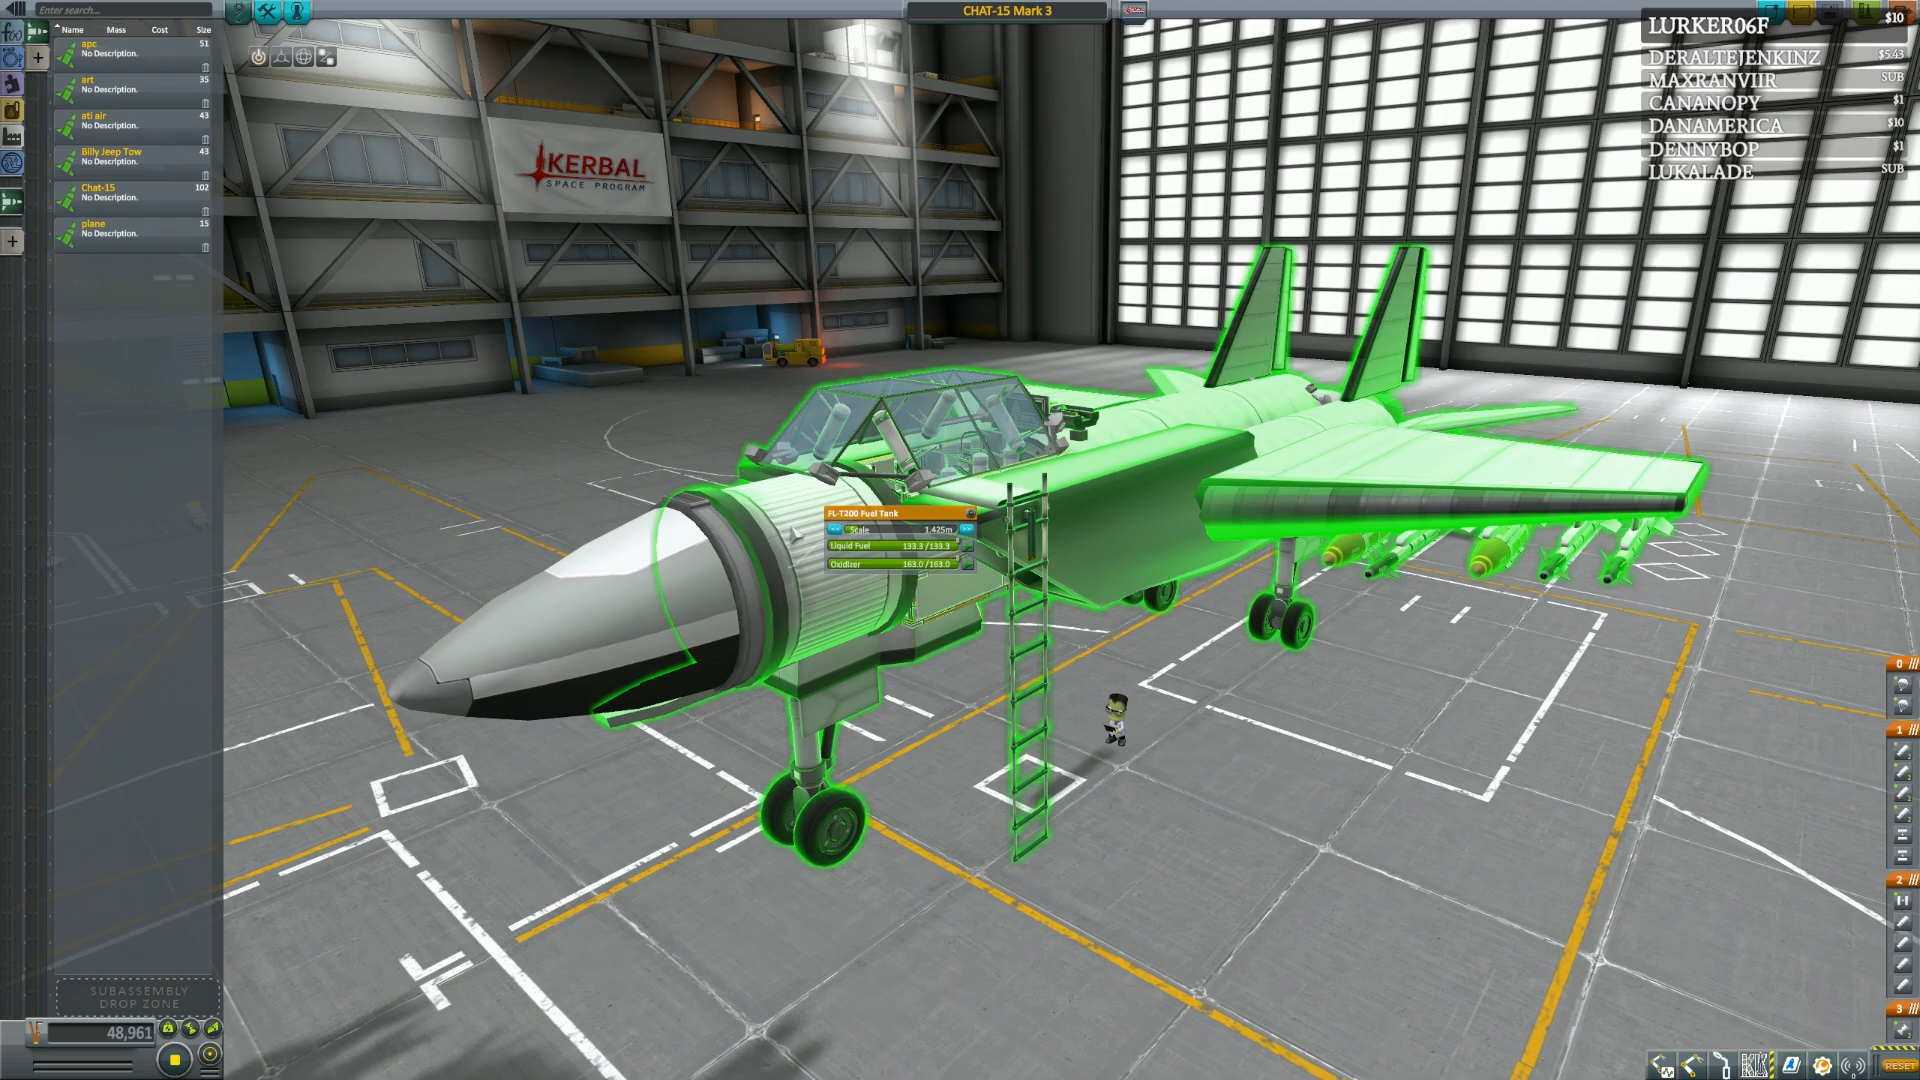 Enter search...
CHAT-15 Mark 3
Name Mass Cost Size
apc 51
No Description.
art 35
No Description.
ati air 43
No Description.
Billy Jeep Tow 43
No Description.
Chat-15 102
No Description.
plane 15
No Description.
KERBAL
SPACE PROGRAM
LURKER06F $10
DERALTEJENKINZ $5.43
MAXRANVIIR SUB
CANANOPY $1
DANAMERICA $10
DENNYBOP $1
LUKALADE SUB
FL-T200 Fuel Tank
Scale 1.425m
Liquid Fuel 133.3 /133.3
Oxidizer 163.0 /163.0
0
1
2
3
SUBASSEMBLY
DROP ZONE
48,961
RESET